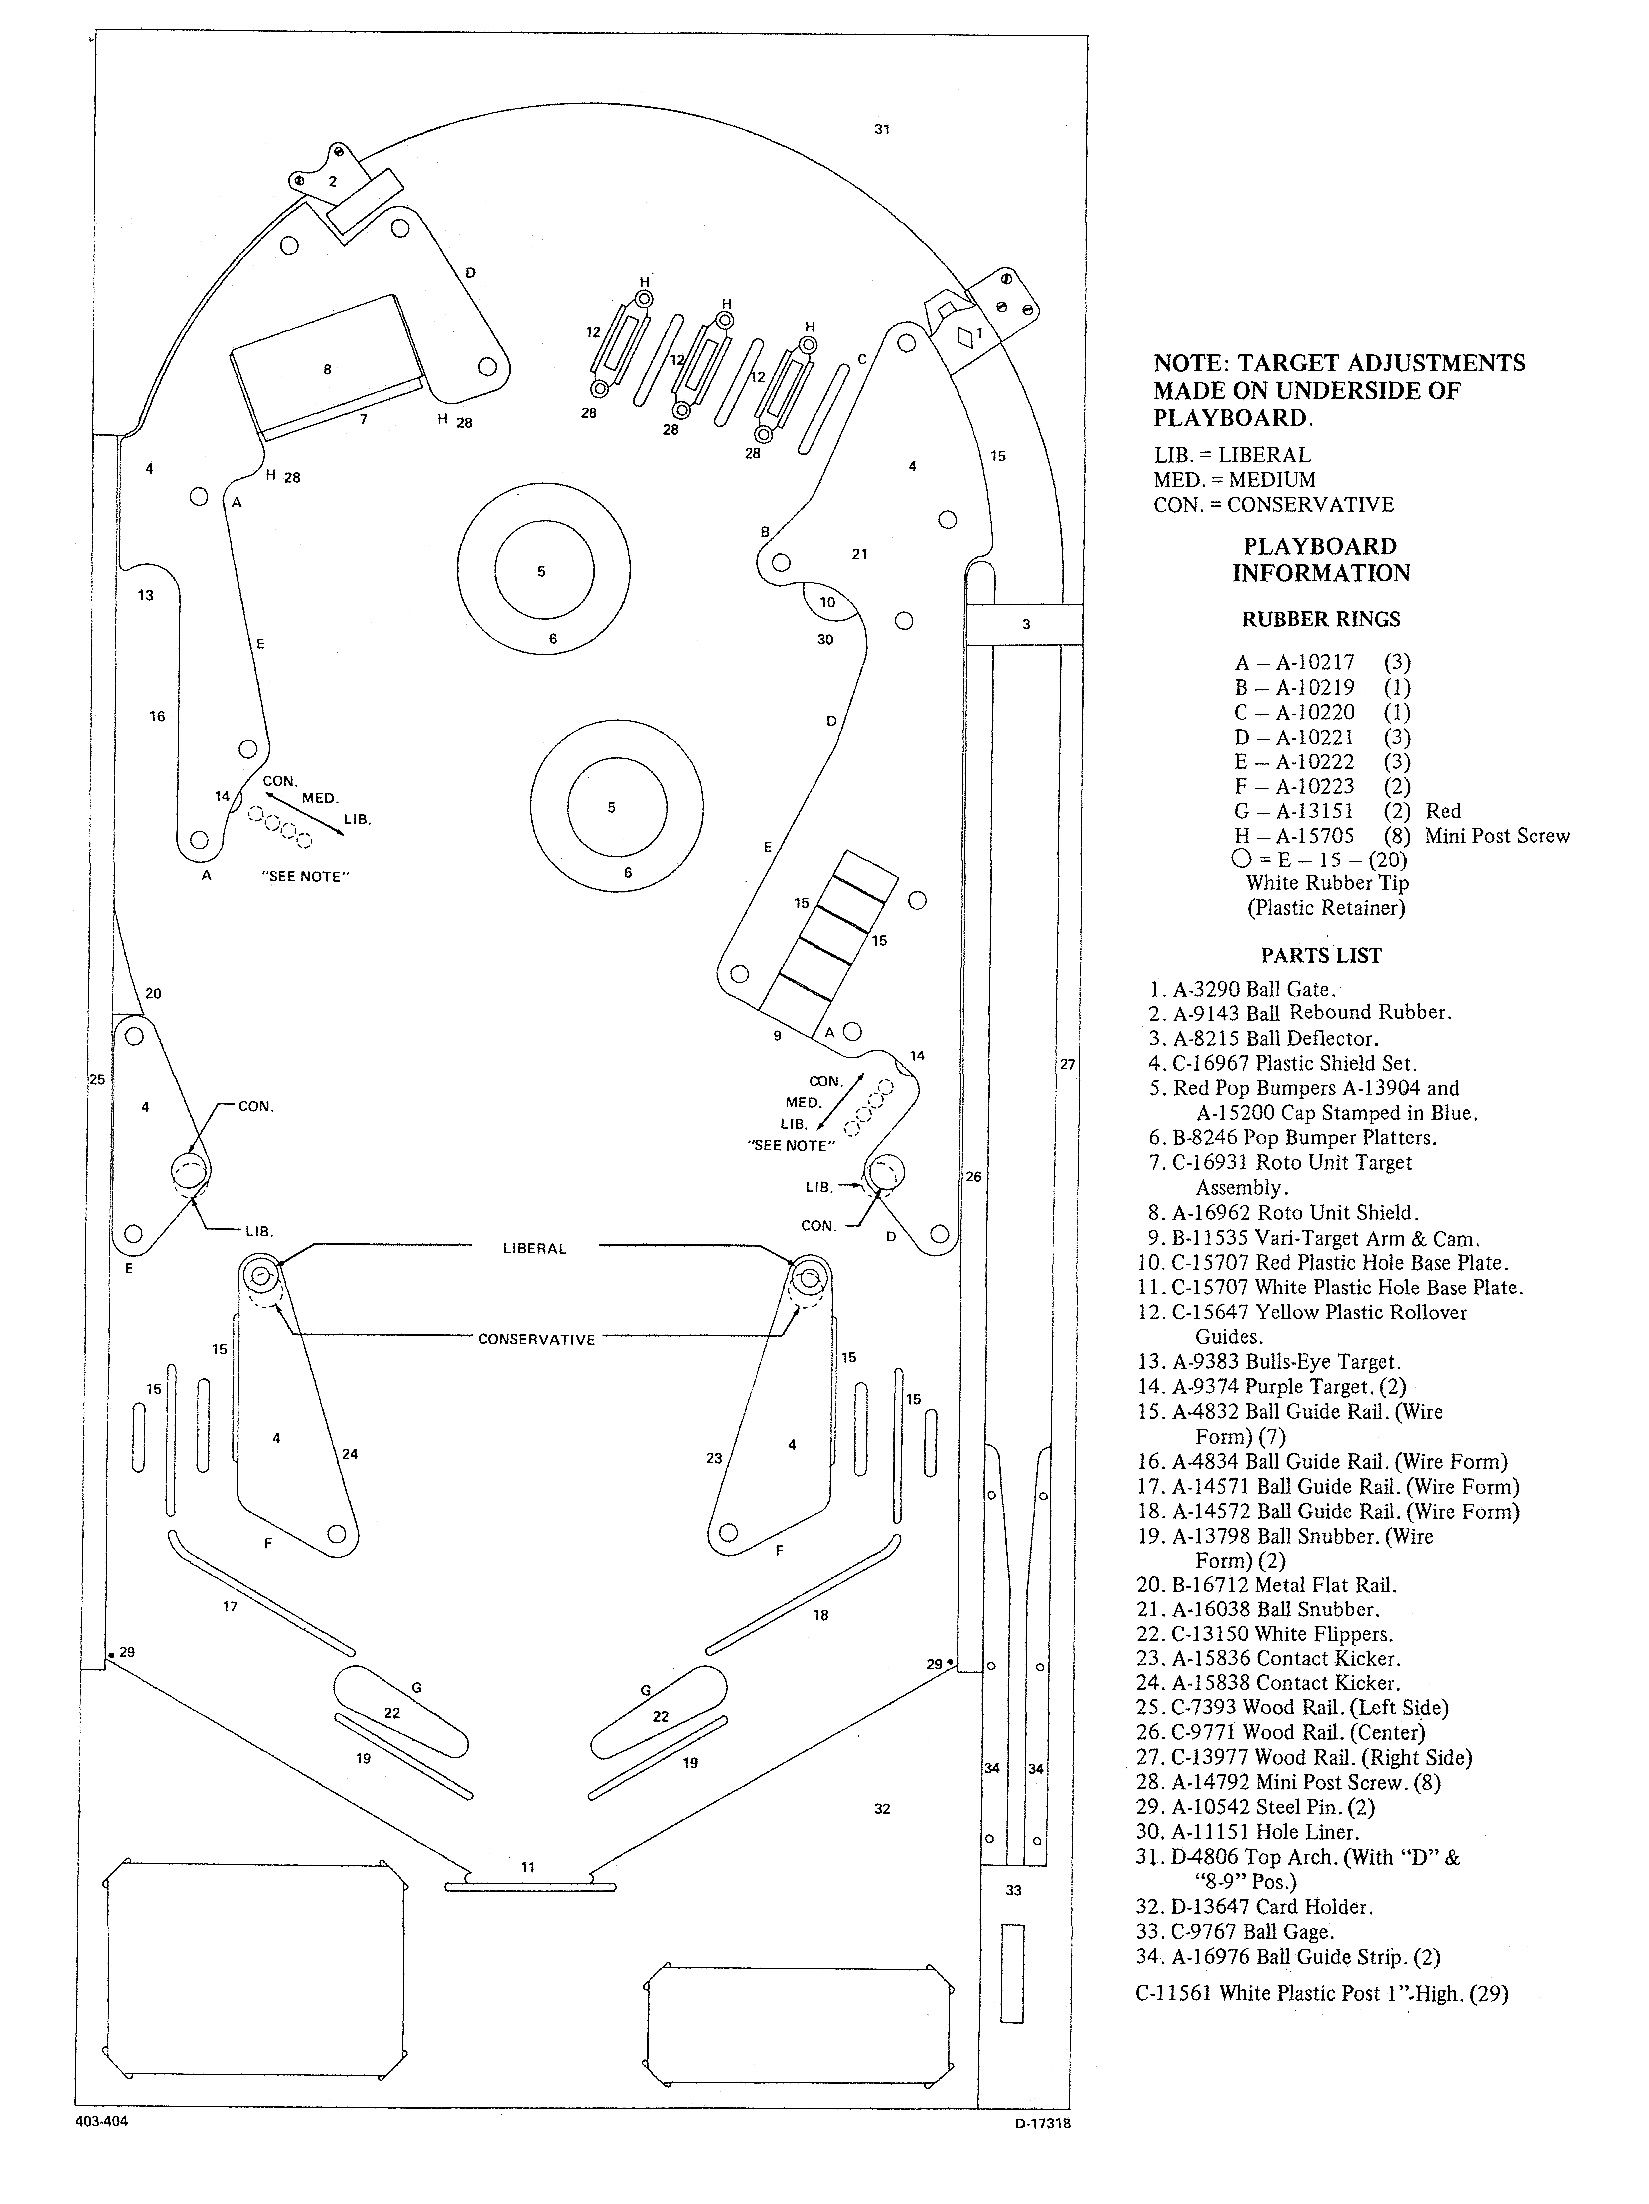 31
2
D
H
H
H
12
12
12
1
C
8
7
H 28
28
28
28
4
H 28
A
15
4
B
21
13
5
10
3
6
30
E
16
D
CON.
MED.
LIB.
14
5
E
A
"SEE NOTE"
6
15
15
20
9
A
14
25
CON.
MED.
LIB.
"SEE NOTE"
27
4
CON.
26
LIB.
CON.
LIB.
D
LIBERAL
E
CONSERVATIVE
15
15
15
15
4
4
24
23
F
F
17
18
29
29
G
G
22
22
19
19
34
34
32
11
33
403-404
D-17318
NOTE: TARGET ADJUSTMENTS
MADE ON UNDERSIDE OF
PLAYBOARD.
LIB. = LIBERAL
MED. = MEDIUM
CON. = CONSERVATIVE
PLAYBOARD
INFORMATION
RUBBER RINGS
A – A-10217 (3)
B – A-10219 (1)
C – A-10220 (1)
D – A-10221 (3)
E – A-10222 (3)
F – A-10223 (2)
G – A-13151 (2) Red
H – A-15705 (8) Mini Post Screw
○ = E – 15 – (20)
White Rubber Tip
(Plastic Retainer)
PARTS LIST
1. A-3290 Ball Gate.
2. A-9143 Ball Rebound Rubber.
3. A-8215 Ball Deflector.
4. C-16967 Plastic Shield Set.
5. Red Pop Bumpers A-13904 and
A-15200 Cap Stamped in Blue.
6. B-8246 Pop Bumper Platters.
7. C-16931 Roto Unit Target
Assembly.
8. A-16962 Roto Unit Shield.
9. B-11535 Vari-Target Arm & Cam.
10. C-15707 Red Plastic Hole Base Plate.
11. C-15707 White Plastic Hole Base Plate.
12. C-15647 Yellow Plastic Rollover
Guides.
13. A-9383 Bulls-Eye Target.
14. A-9374 Purple Target. (2)
15. A-4832 Ball Guide Rail. (Wire
Form) (7)
16. A-4834 Ball Guide Rail. (Wire Form)
17. A-14571 Ball Guide Rail. (Wire Form)
18. A-14572 Ball Guide Rail. (Wire Form)
19. A-13798 Ball Snubber. (Wire
Form) (2)
20. B-16712 Metal Flat Rail.
21. A-16038 Ball Snubber.
22. C-13150 White Flippers.
23. A-15836 Contact Kicker.
24. A-15838 Contact Kicker.
25. C-7393 Wood Rail. (Left Side)
26. C-9771 Wood Rail. (Center)
27. C-13977 Wood Rail. (Right Side)
28. A-14792 Mini Post Screw. (8)
29. A-10542 Steel Pin. (2)
30. A-11151 Hole Liner.
31. D-4806 Top Arch. (With “D” &
“8-9” Pos.)
32. D-13647 Card Holder.
33. C-9767 Ball Gage.
34. A-16976 Ball Guide Strip. (2)
C-11561 White Plastic Post 1”-High. (29)